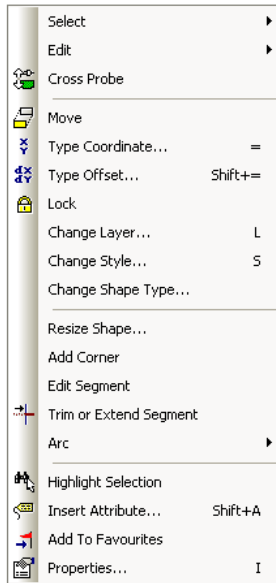 Select
Edit
Cross Probe
Move
X Y Type Coordinate... =
dX dY Type Offset... Shift+=
Lock
Change Layer... L
Change Style... S
Change Shape Type...
Resize Shape...
Add Corner
Edit Segment
Trim or Extend Segment
Arc
Highlight Selection
Insert Attribute... Shift+A
Add To Favourites
Properties... I